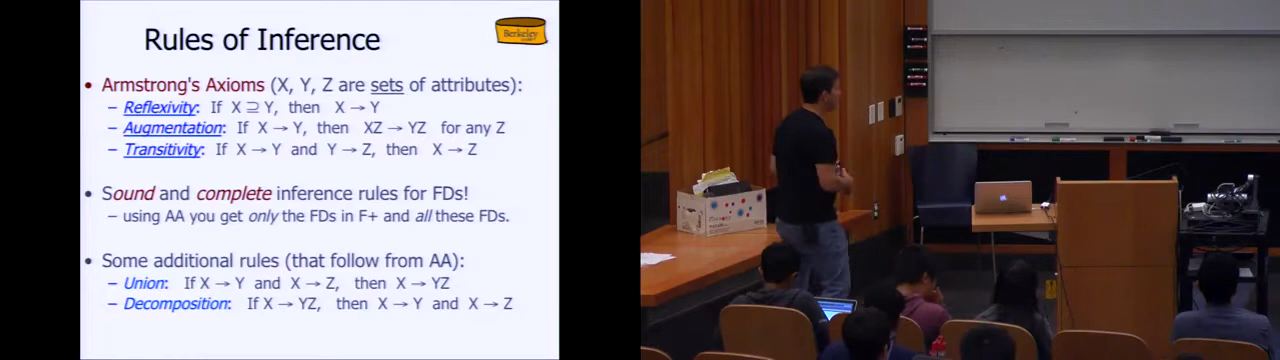 Rules of Inference
Berkeley
• Armstrong's Axioms (X, Y, Z are sets of attributes):
– Reflexivity: If X ⊇ Y, then X → Y
– Augmentation: If X → Y, then XZ → YZ for any Z
– Transitivity: If X → Y and Y → Z, then X → Z
• Sound and complete inference rules for FDs!
– using AA you get only the FDs in F+ and all these FDs.
• Some additional rules (that follow from AA):
– Union: If X → Y and X → Z, then X → YZ
– Decomposition: If X → YZ, then X → Y and X → Z